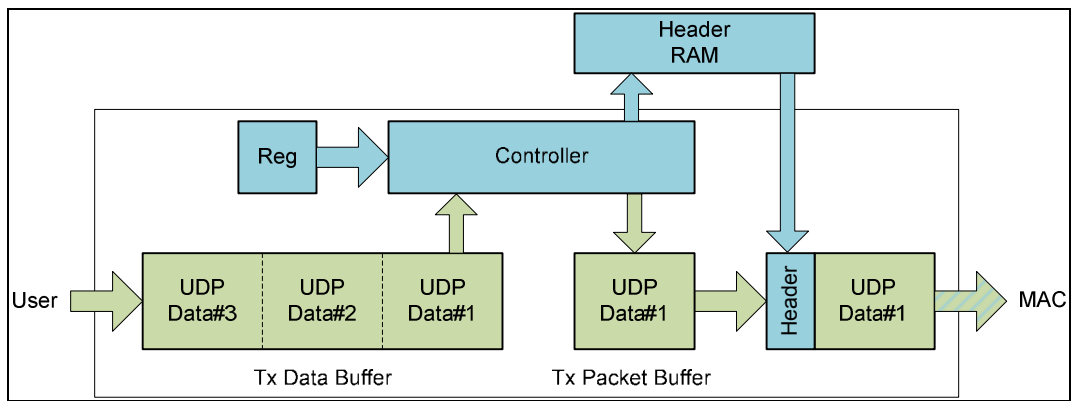 Header
RAM
Reg
Controller
User
UDP
Data#3
UDP
Data#2
UDP
Data#1
UDP
Data#1
Header
UDP
Data#1
MAC
Tx Data Buffer
Tx Packet Buffer